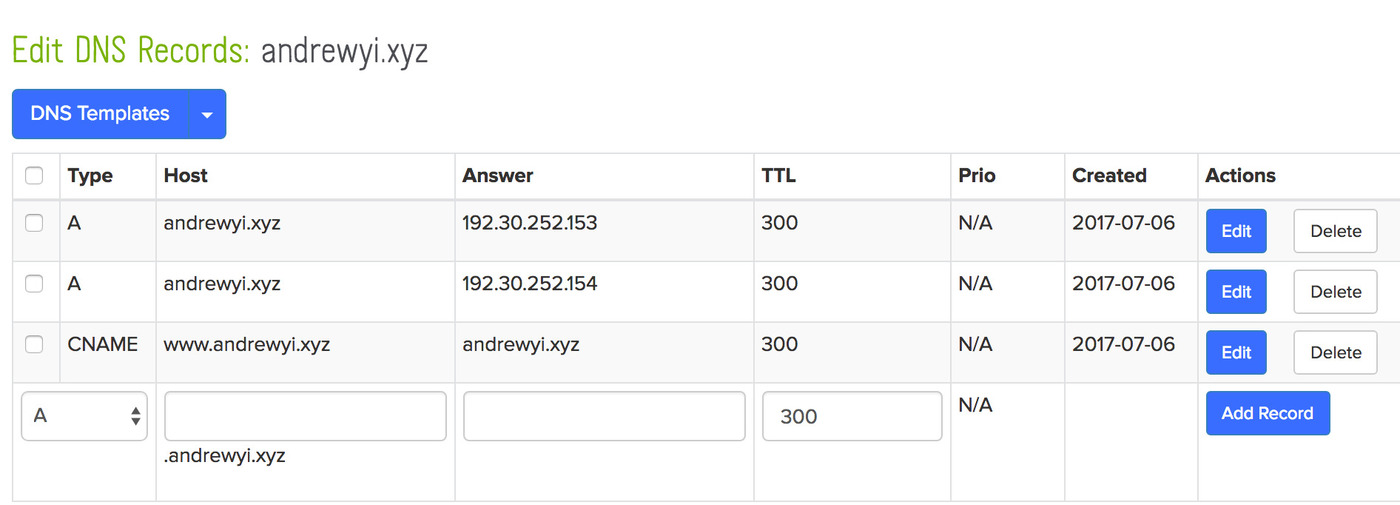 Edit DNS Records: andrewyi.xyz
DNS Templates
Type Host Answer TTL Prio Created Actions
A andrewyi.xyz 192.30.252.153 300 N/A 2017-07-06 Edit Delete
A andrewyi.xyz 192.30.252.154 300 N/A 2017-07-06 Edit Delete
CNAME www.andrewyi.xyz andrewyi.xyz 300 N/A 2017-07-06 Edit Delete
A 300 N/A Add Record
.andrewyi.xyz